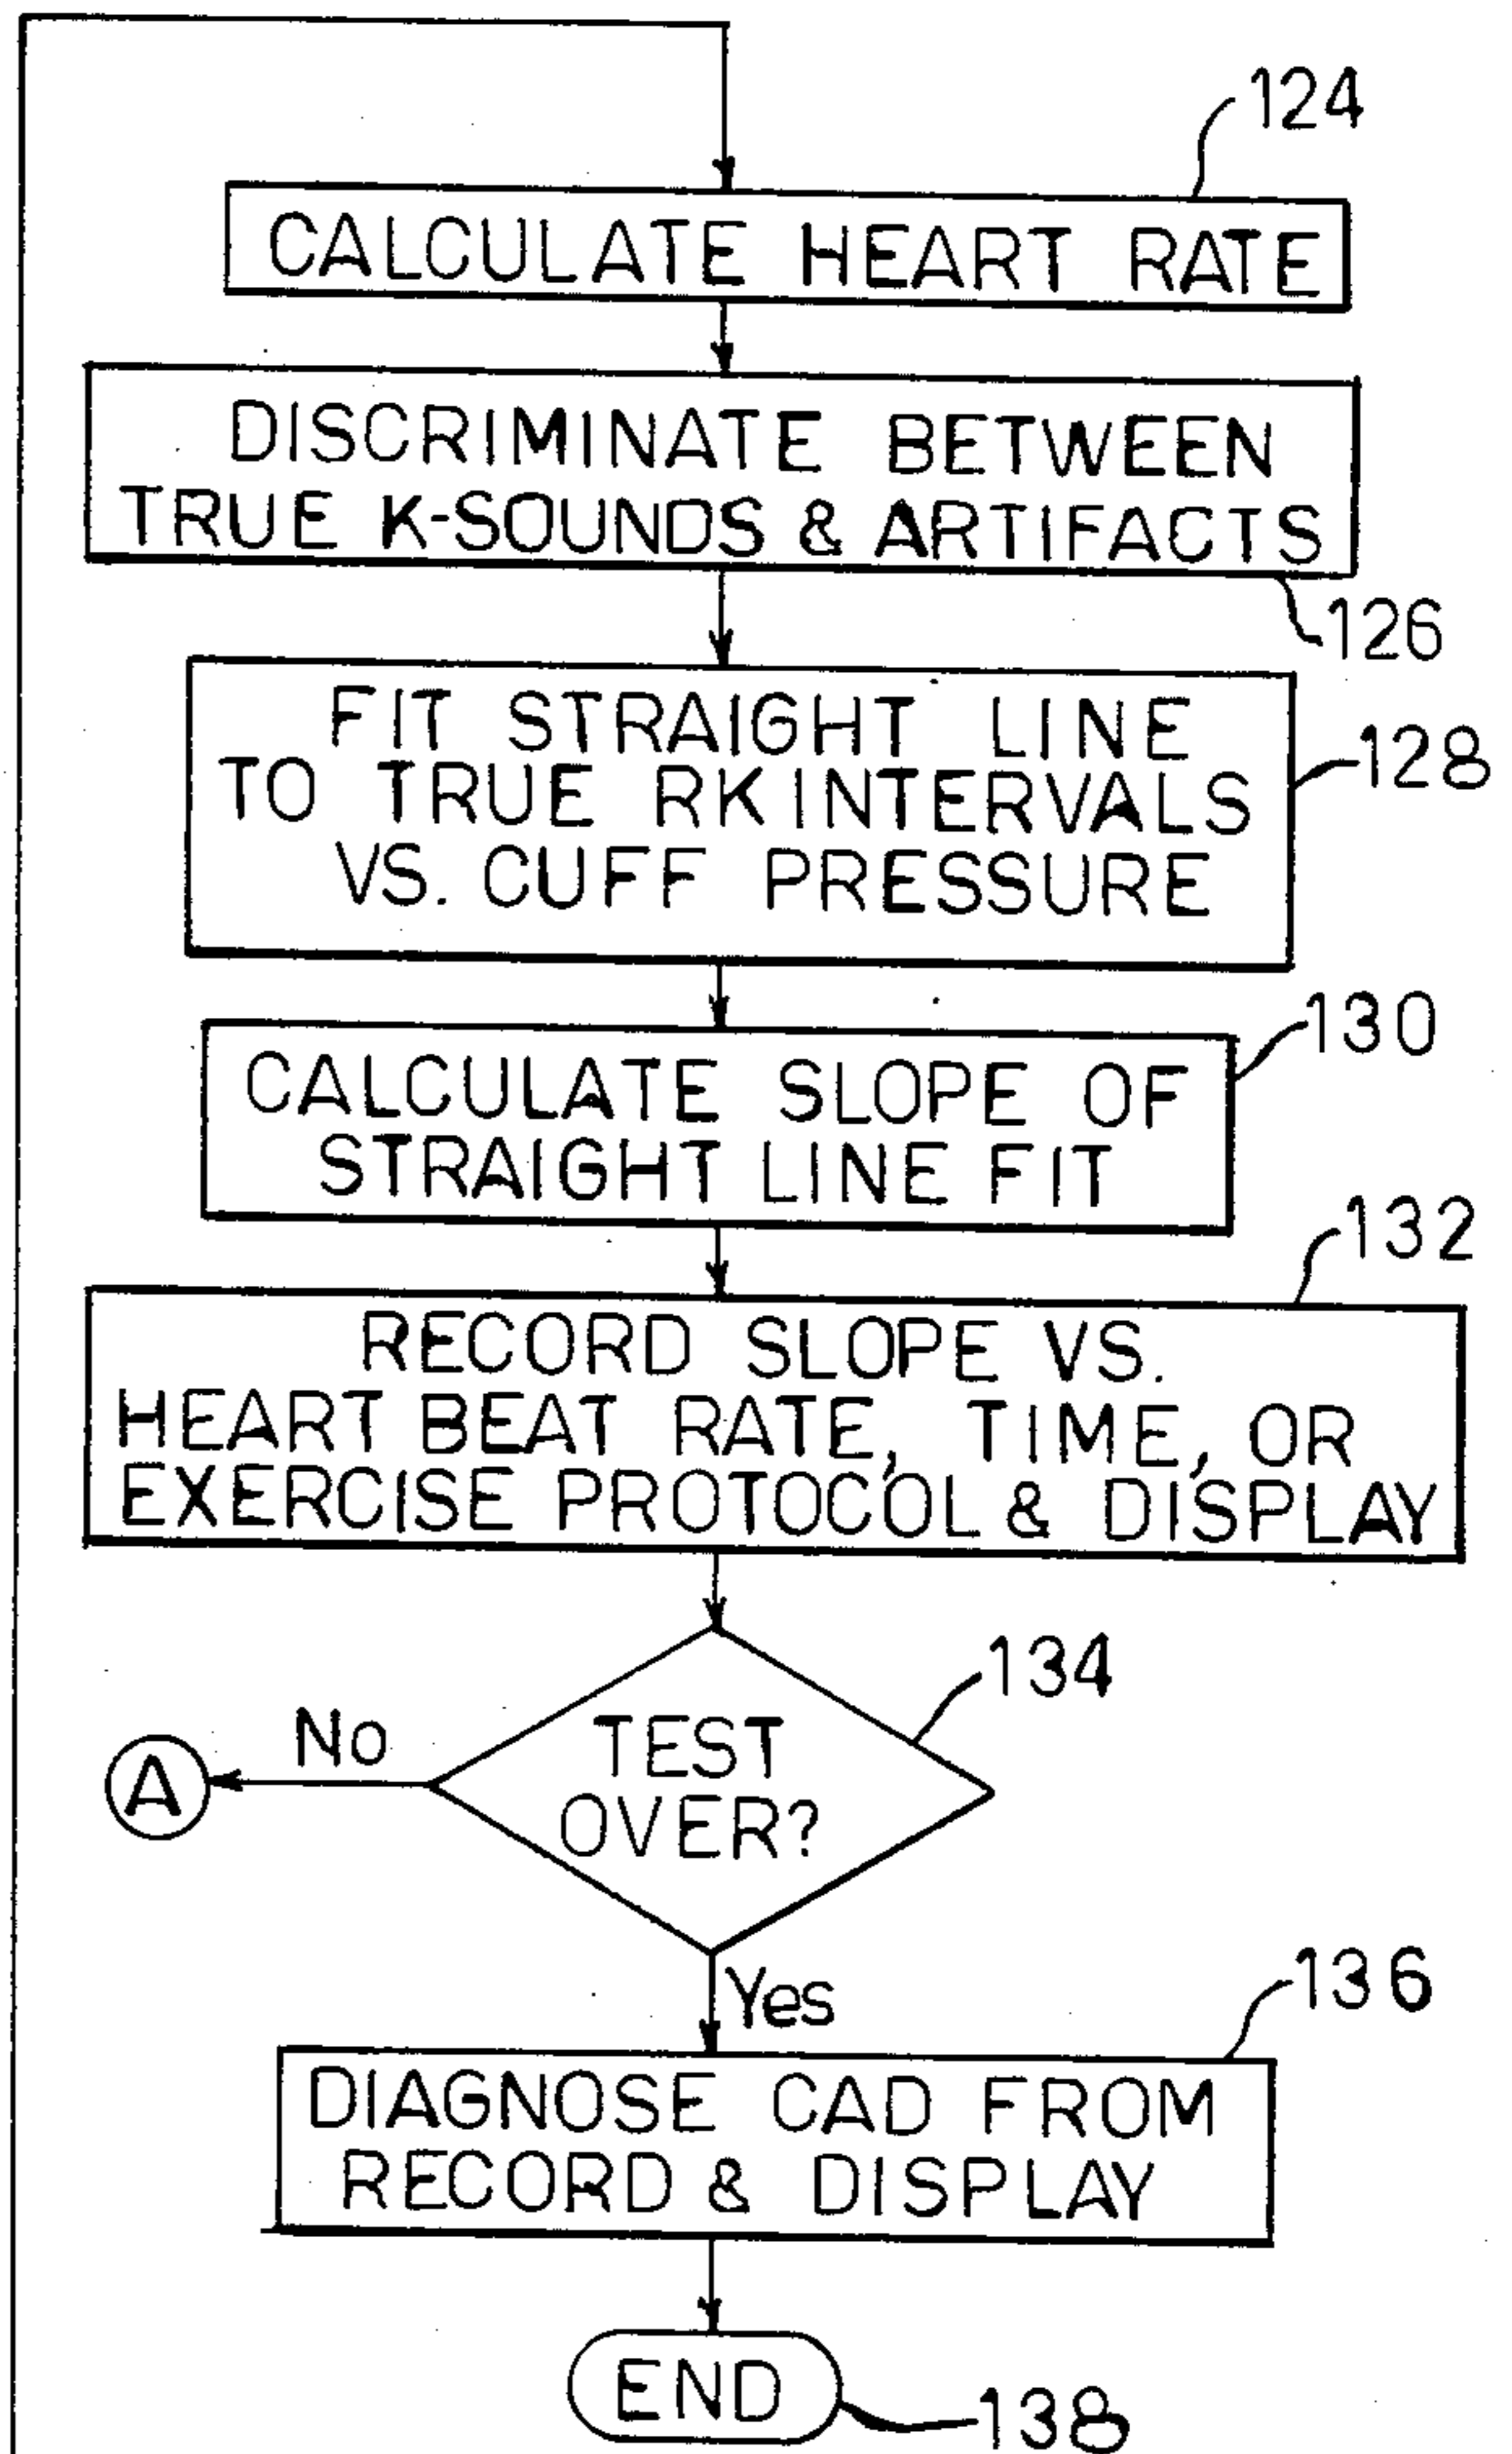 124
CALCULATE HEART RATE
DISCRIMINATE BETWEEN
TRUE K-SOUNDS & ARTIFACTS
126
FIT STRAIGHT LINE
TO TRUE RK INTERVALS
VS. CUFF PRESSURE
128
130
CALCULATE SLOPE OF
STRAIGHT LINE FIT
132
RECORD SLOPE VS.
HEART BEAT RATE, TIME, OR
EXERCISE PROTOCOL & DISPLAY
134
TEST
OVER?
No
A
Yes
136
DIAGNOSE CAD FROM
RECORD & DISPLAY
END
138